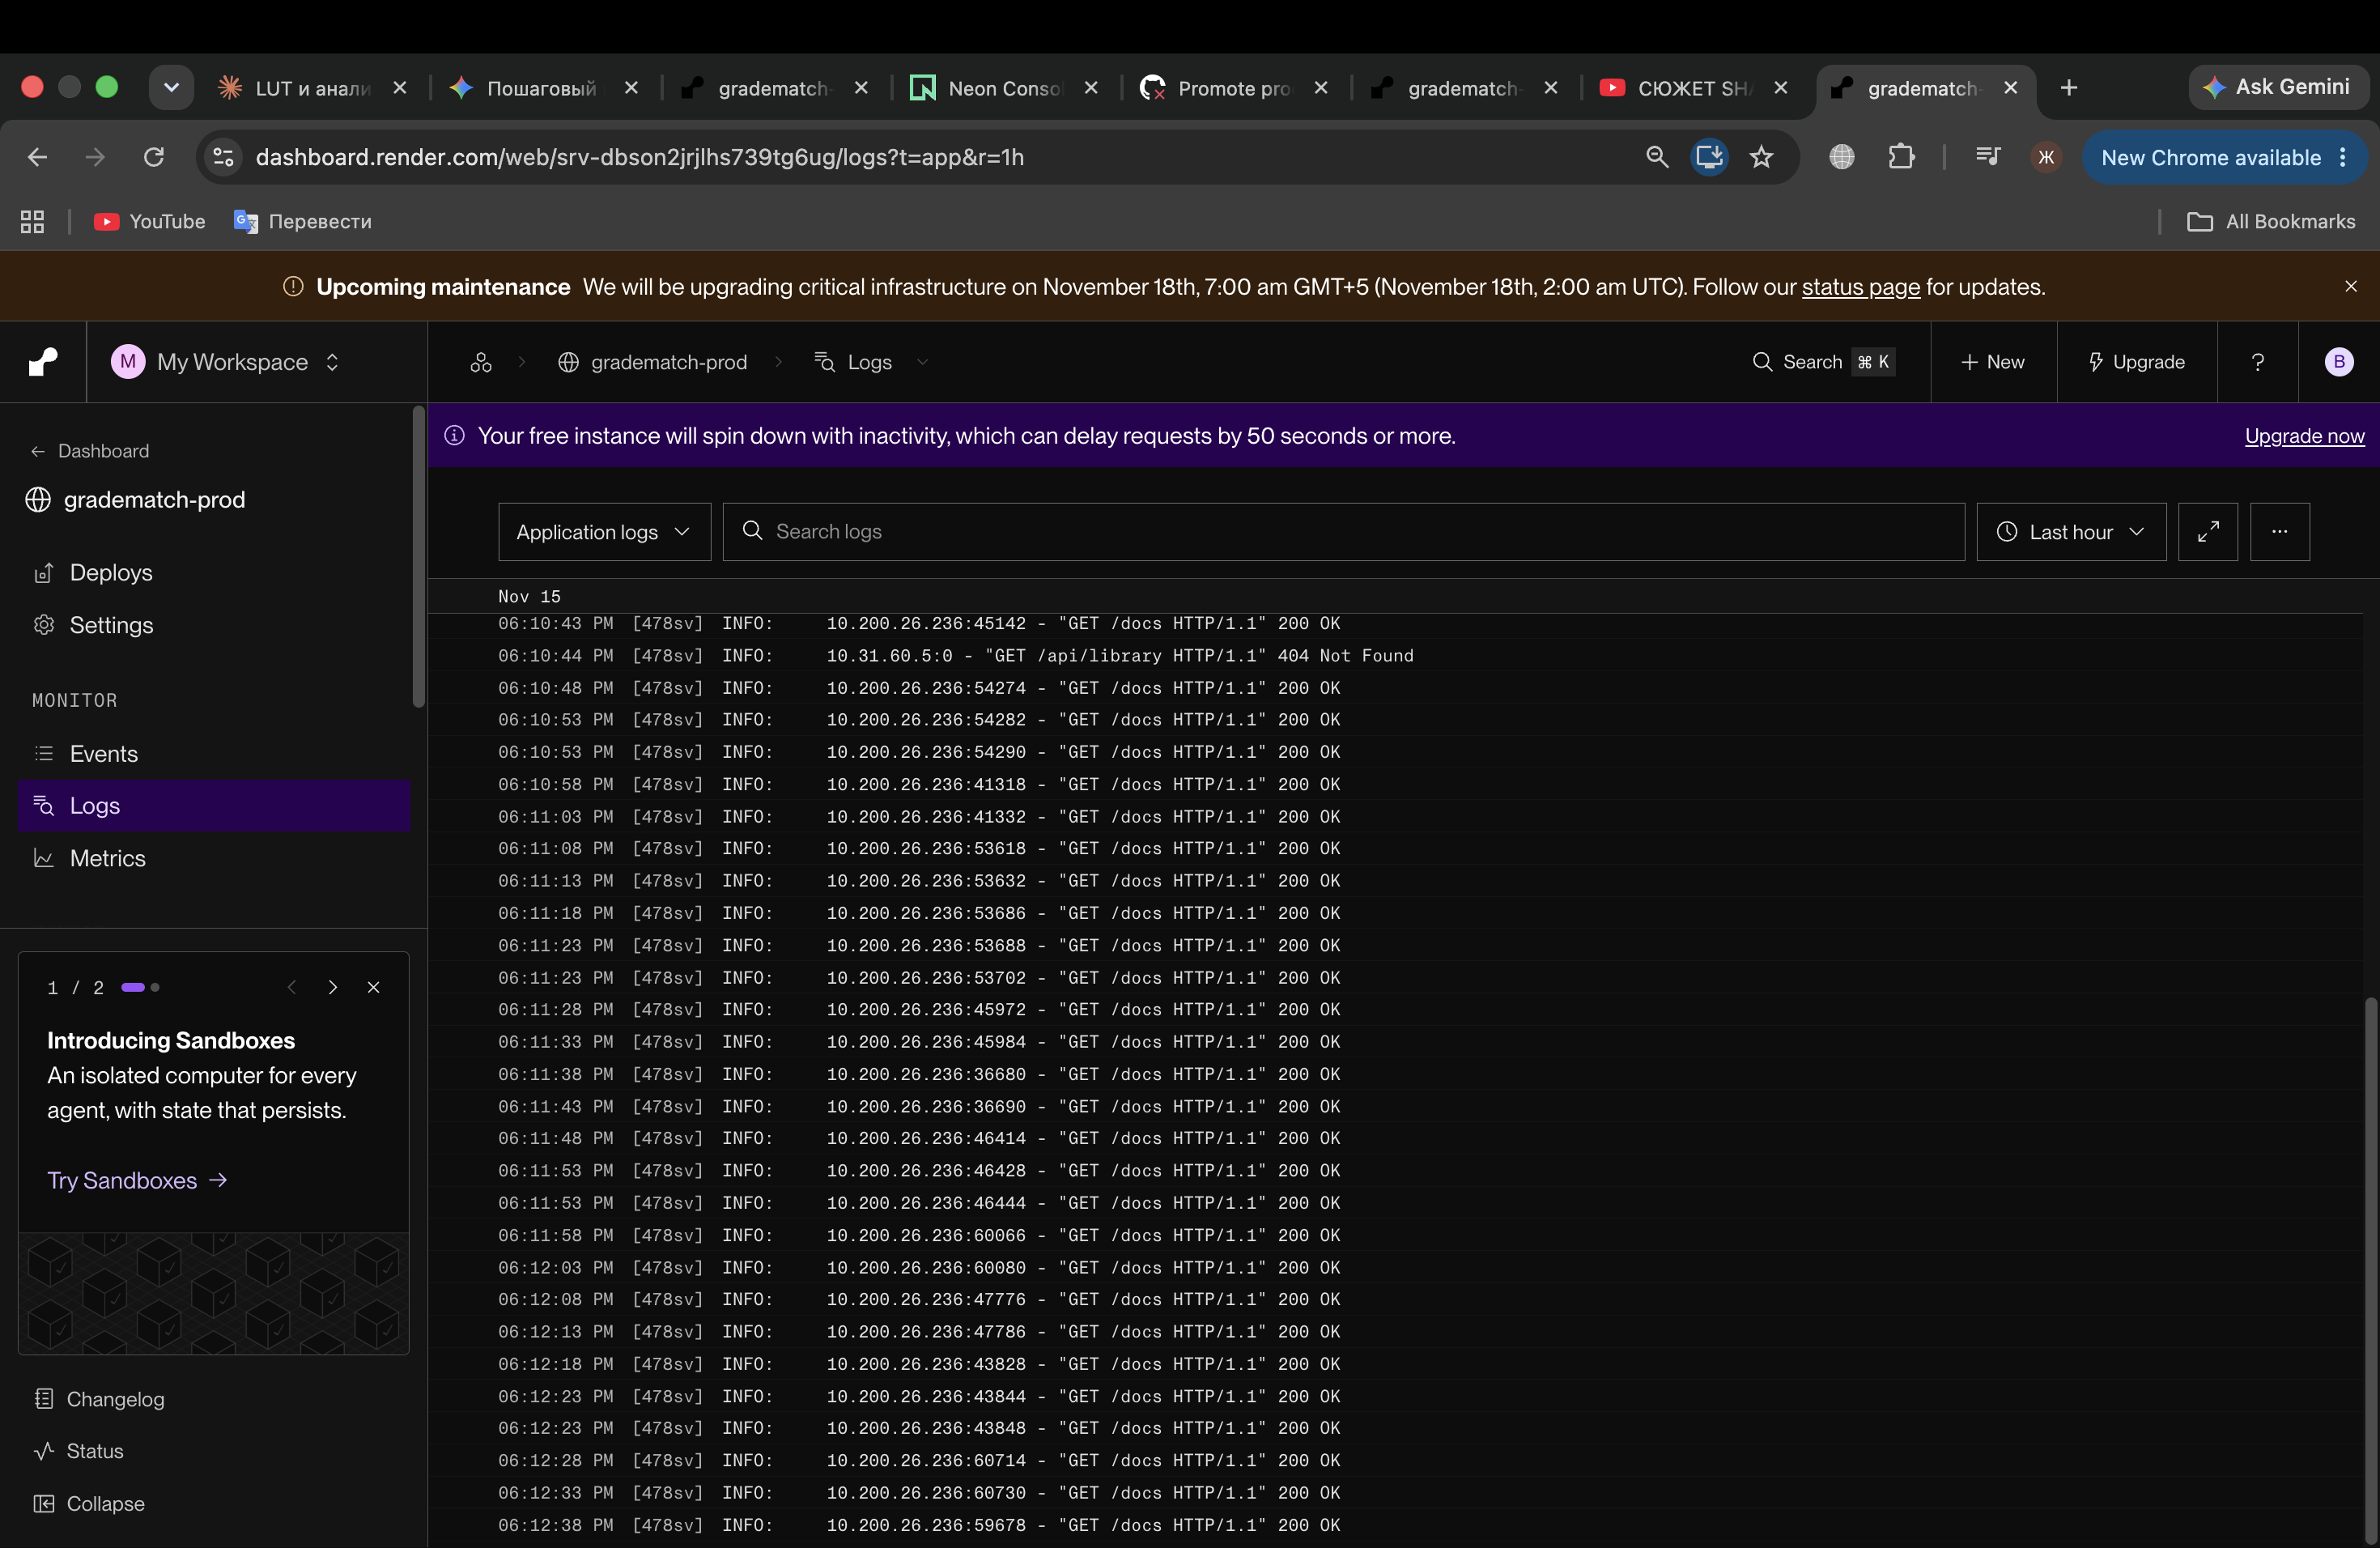 LUT и анали
Пошаговый
gradematch-
Neon Conso
Promote pro
gradematch-
СЮЖЕТ SHA
gradematch-
Ask Gemini
dashboard.render.com/web/srv-dbson2jrjlhs739tg6ug/logs?t=app&r=1h
Ж
New Chrome available
YouTube
Перевести
All Bookmarks
Upcoming maintenance We will be upgrading critical infrastructure on November 18th, 7:00 am GMT+5 (November 18th, 2:00 am UTC). Follow our status page for updates.
M My Workspace
gradematch-prod
Logs
Search ⌘ K
+ New
Upgrade
?
B
← Dashboard
gradematch-prod
Deploys
Settings
MONITOR
Events
Logs
Metrics
1 / 2
Introducing Sandboxes
An isolated computer for every
agent, with state that persists.
Try Sandboxes →
Changelog
Status
Collapse
Your free instance will spin down with inactivity, which can delay requests by 50 seconds or more.
Upgrade now
Application logs
Search logs
Last hour
Nov 15
06:10:43 PM [478sv] INFO: 10.200.26.236:45142 - "GET /docs HTTP/1.1" 200 OK
06:10:44 PM [478sv] INFO: 10.31.60.5:0 - "GET /api/library HTTP/1.1" 404 Not Found
06:10:48 PM [478sv] INFO: 10.200.26.236:54274 - "GET /docs HTTP/1.1" 200 OK
06:10:53 PM [478sv] INFO: 10.200.26.236:54282 - "GET /docs HTTP/1.1" 200 OK
06:10:53 PM [478sv] INFO: 10.200.26.236:54290 - "GET /docs HTTP/1.1" 200 OK
06:10:58 PM [478sv] INFO: 10.200.26.236:41318 - "GET /docs HTTP/1.1" 200 OK
06:11:03 PM [478sv] INFO: 10.200.26.236:41332 - "GET /docs HTTP/1.1" 200 OK
06:11:08 PM [478sv] INFO: 10.200.26.236:53618 - "GET /docs HTTP/1.1" 200 OK
06:11:13 PM [478sv] INFO: 10.200.26.236:53632 - "GET /docs HTTP/1.1" 200 OK
06:11:18 PM [478sv] INFO: 10.200.26.236:53686 - "GET /docs HTTP/1.1" 200 OK
06:11:23 PM [478sv] INFO: 10.200.26.236:53688 - "GET /docs HTTP/1.1" 200 OK
06:11:23 PM [478sv] INFO: 10.200.26.236:53702 - "GET /docs HTTP/1.1" 200 OK
06:11:28 PM [478sv] INFO: 10.200.26.236:45972 - "GET /docs HTTP/1.1" 200 OK
06:11:33 PM [478sv] INFO: 10.200.26.236:45984 - "GET /docs HTTP/1.1" 200 OK
06:11:38 PM [478sv] INFO: 10.200.26.236:36680 - "GET /docs HTTP/1.1" 200 OK
06:11:43 PM [478sv] INFO: 10.200.26.236:36690 - "GET /docs HTTP/1.1" 200 OK
06:11:48 PM [478sv] INFO: 10.200.26.236:46414 - "GET /docs HTTP/1.1" 200 OK
06:11:53 PM [478sv] INFO: 10.200.26.236:46428 - "GET /docs HTTP/1.1" 200 OK
06:11:53 PM [478sv] INFO: 10.200.26.236:46444 - "GET /docs HTTP/1.1" 200 OK
06:11:58 PM [478sv] INFO: 10.200.26.236:60066 - "GET /docs HTTP/1.1" 200 OK
06:12:03 PM [478sv] INFO: 10.200.26.236:60080 - "GET /docs HTTP/1.1" 200 OK
06:12:08 PM [478sv] INFO: 10.200.26.236:47776 - "GET /docs HTTP/1.1" 200 OK
06:12:13 PM [478sv] INFO: 10.200.26.236:47786 - "GET /docs HTTP/1.1" 200 OK
06:12:18 PM [478sv] INFO: 10.200.26.236:43828 - "GET /docs HTTP/1.1" 200 OK
06:12:23 PM [478sv] INFO: 10.200.26.236:43844 - "GET /docs HTTP/1.1" 200 OK
06:12:23 PM [478sv] INFO: 10.200.26.236:43848 - "GET /docs HTTP/1.1" 200 OK
06:12:28 PM [478sv] INFO: 10.200.26.236:60714 - "GET /docs HTTP/1.1" 200 OK
06:12:33 PM [478sv] INFO: 10.200.26.236:60730 - "GET /docs HTTP/1.1" 200 OK
06:12:38 PM [478sv] INFO: 10.200.26.236:59678 - "GET /docs HTTP/1.1" 200 OK